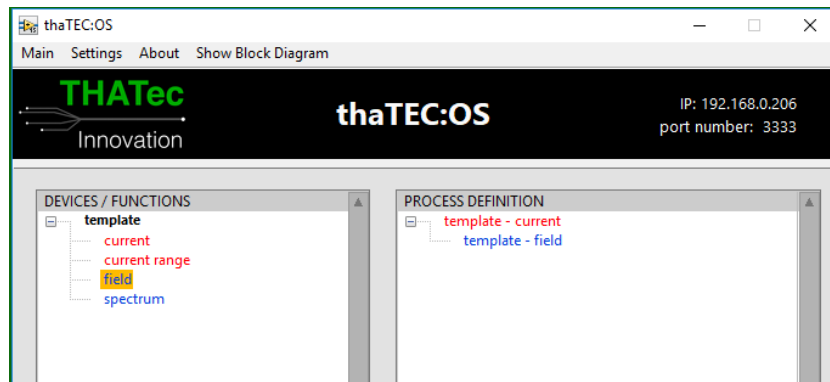 thaTEC:OS
Main Settings About Show Block Diagram
THATec
Innovation
thaTEC:OS
IP: 192.168.0.206
port number: 3333
DEVICES / FUNCTIONS
template
current
current range
field
spectrum
PROCESS DEFINITION
template - current
template - field